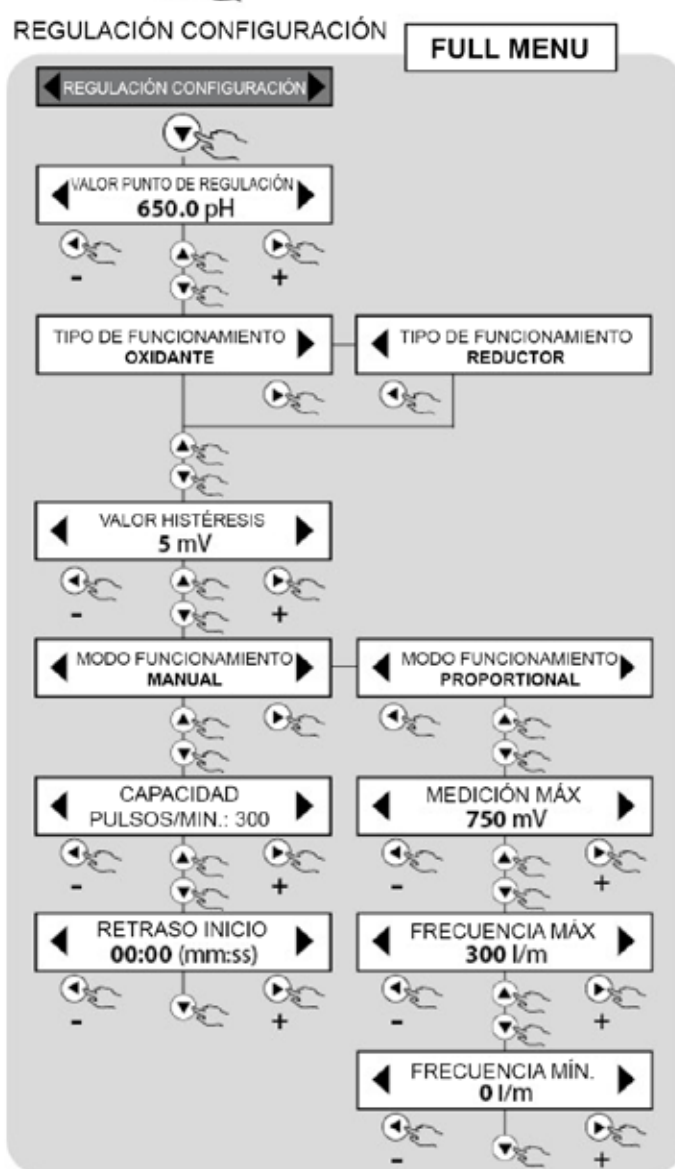 REGULACIÓN CONFIGURACIÓN
FULL MENU
REGULACIÓN CONFIGURACIÓN
VALOR PUNTO DE REGULACIÓN
650.0 pH
- +
TIPO DE FUNCIONAMIENTO
OXIDANTE
TIPO DE FUNCIONAMIENTO
REDUCTOR
VALOR HISTÉRESIS
5 mV
- +
MODO FUNCIONAMIENTO
MANUAL
MODO FUNCIONAMIENTO
PROPORTIONAL
CAPACIDAD
PULSOS/MIN.: 300
- +
MEDICIÓN MÁX
750 mV
- +
RETRASO INICIO
00:00 (mm:ss)
- +
FRECUENCIA MÁX
300 l/m
- +
FRECUENCIA MÍN.
0 l/m
- +